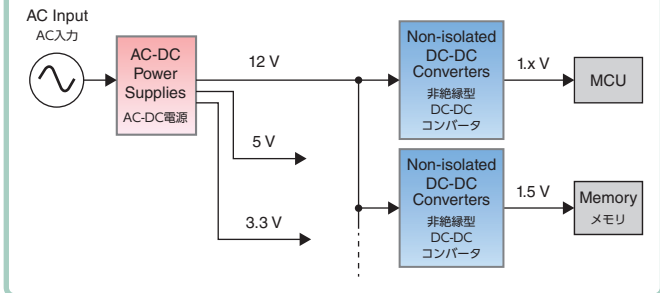 AC Input
AC入力
AC-DC
Power
Supplies
AC-DC電源
12 V
5 V
3.3 V
Non-isolated
DC-DC
Converters
非絶縁型
DC-DC
コンバータ
1.x V
MCU
Non-isolated
DC-DC
Converters
非絶縁型
DC-DC
コンバータ
1.5 V
Memory
メモリ